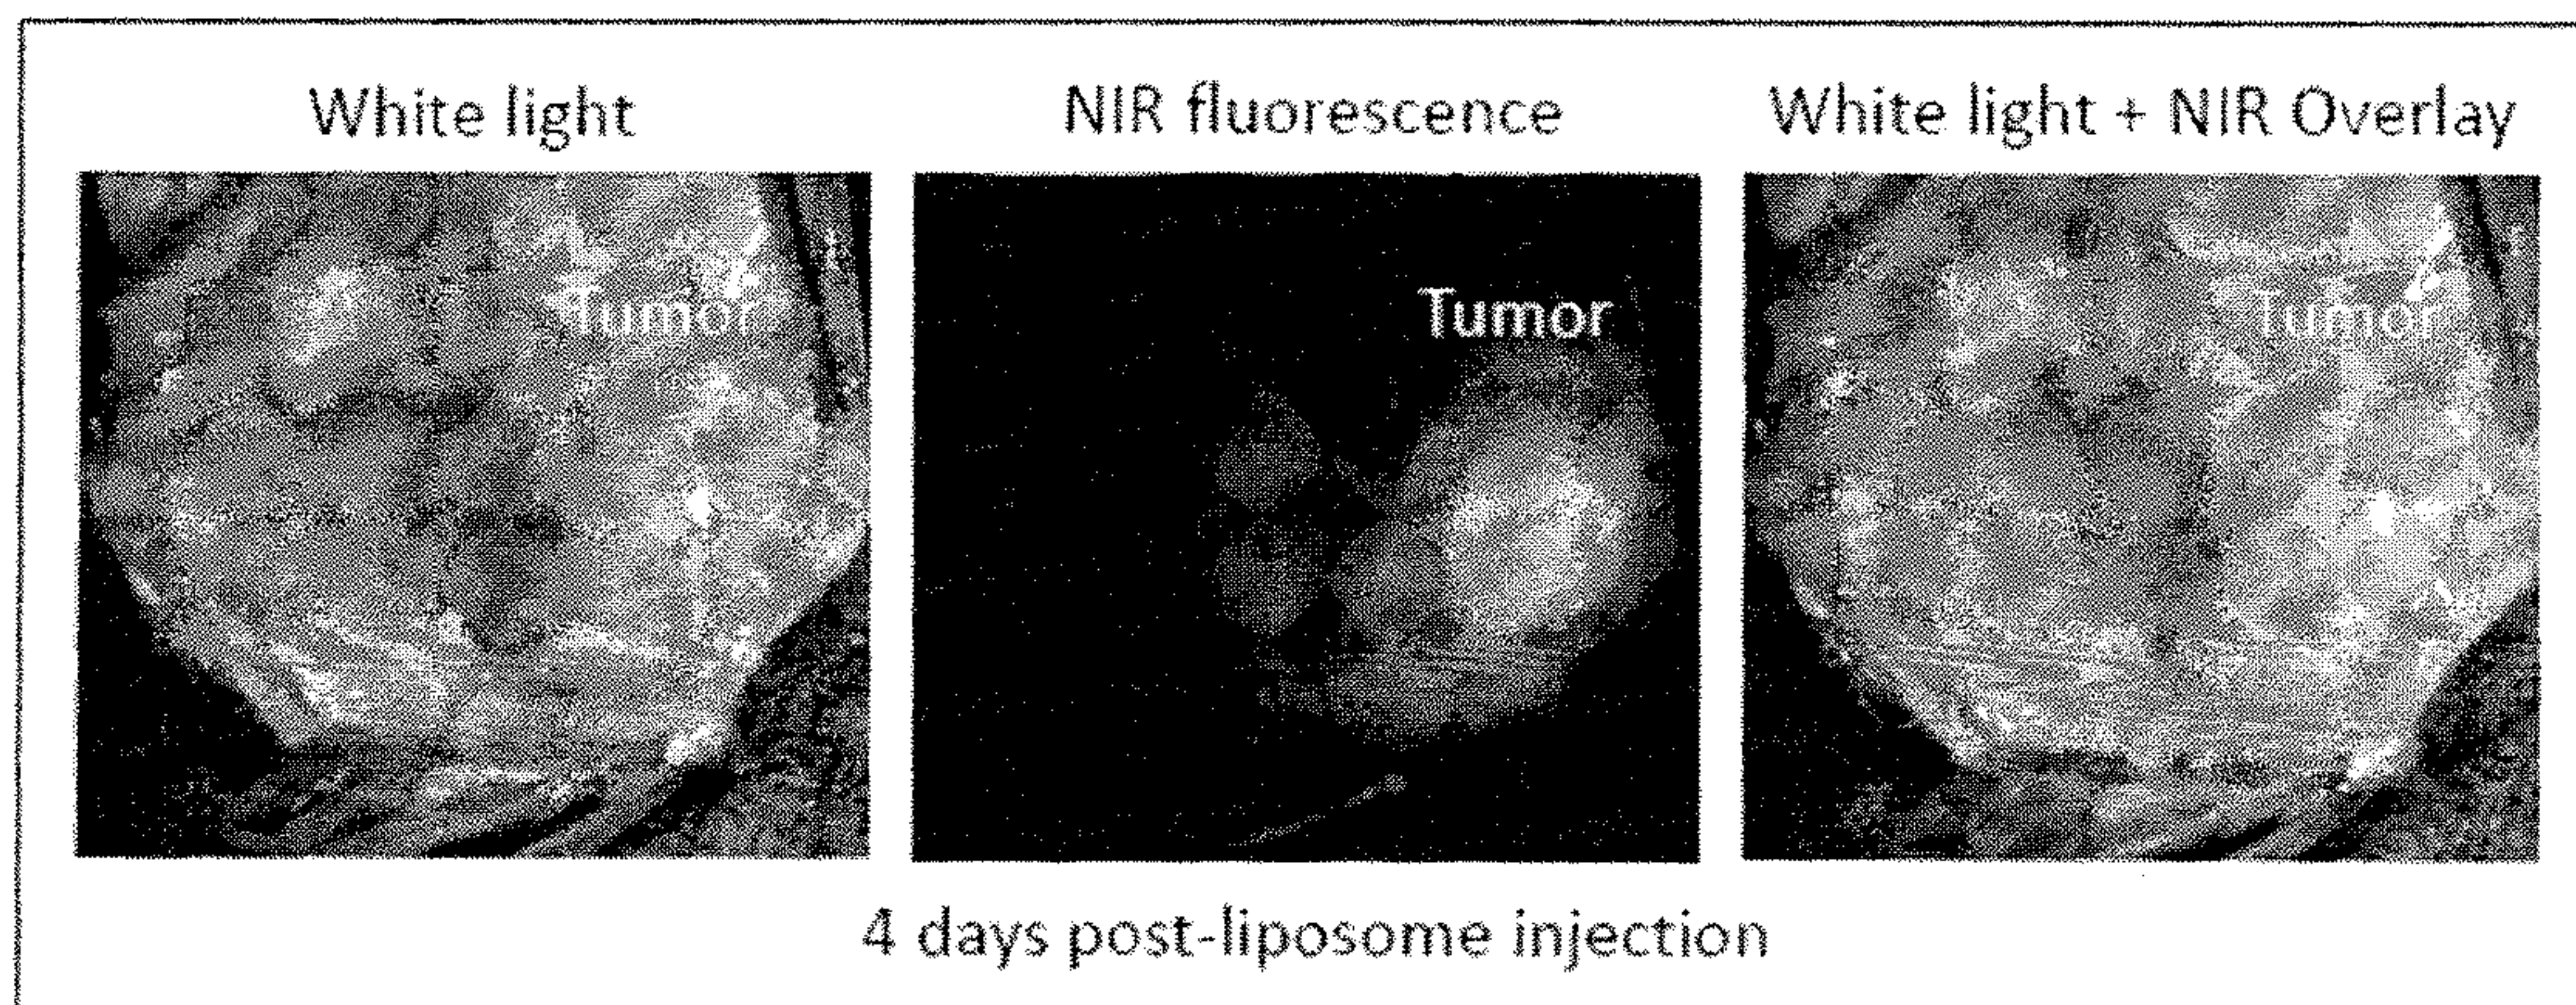 White light
NIR fluorescence
White light + NIR Overlay
Tumor
Tumor
Tumor
4 days post-liposome injection